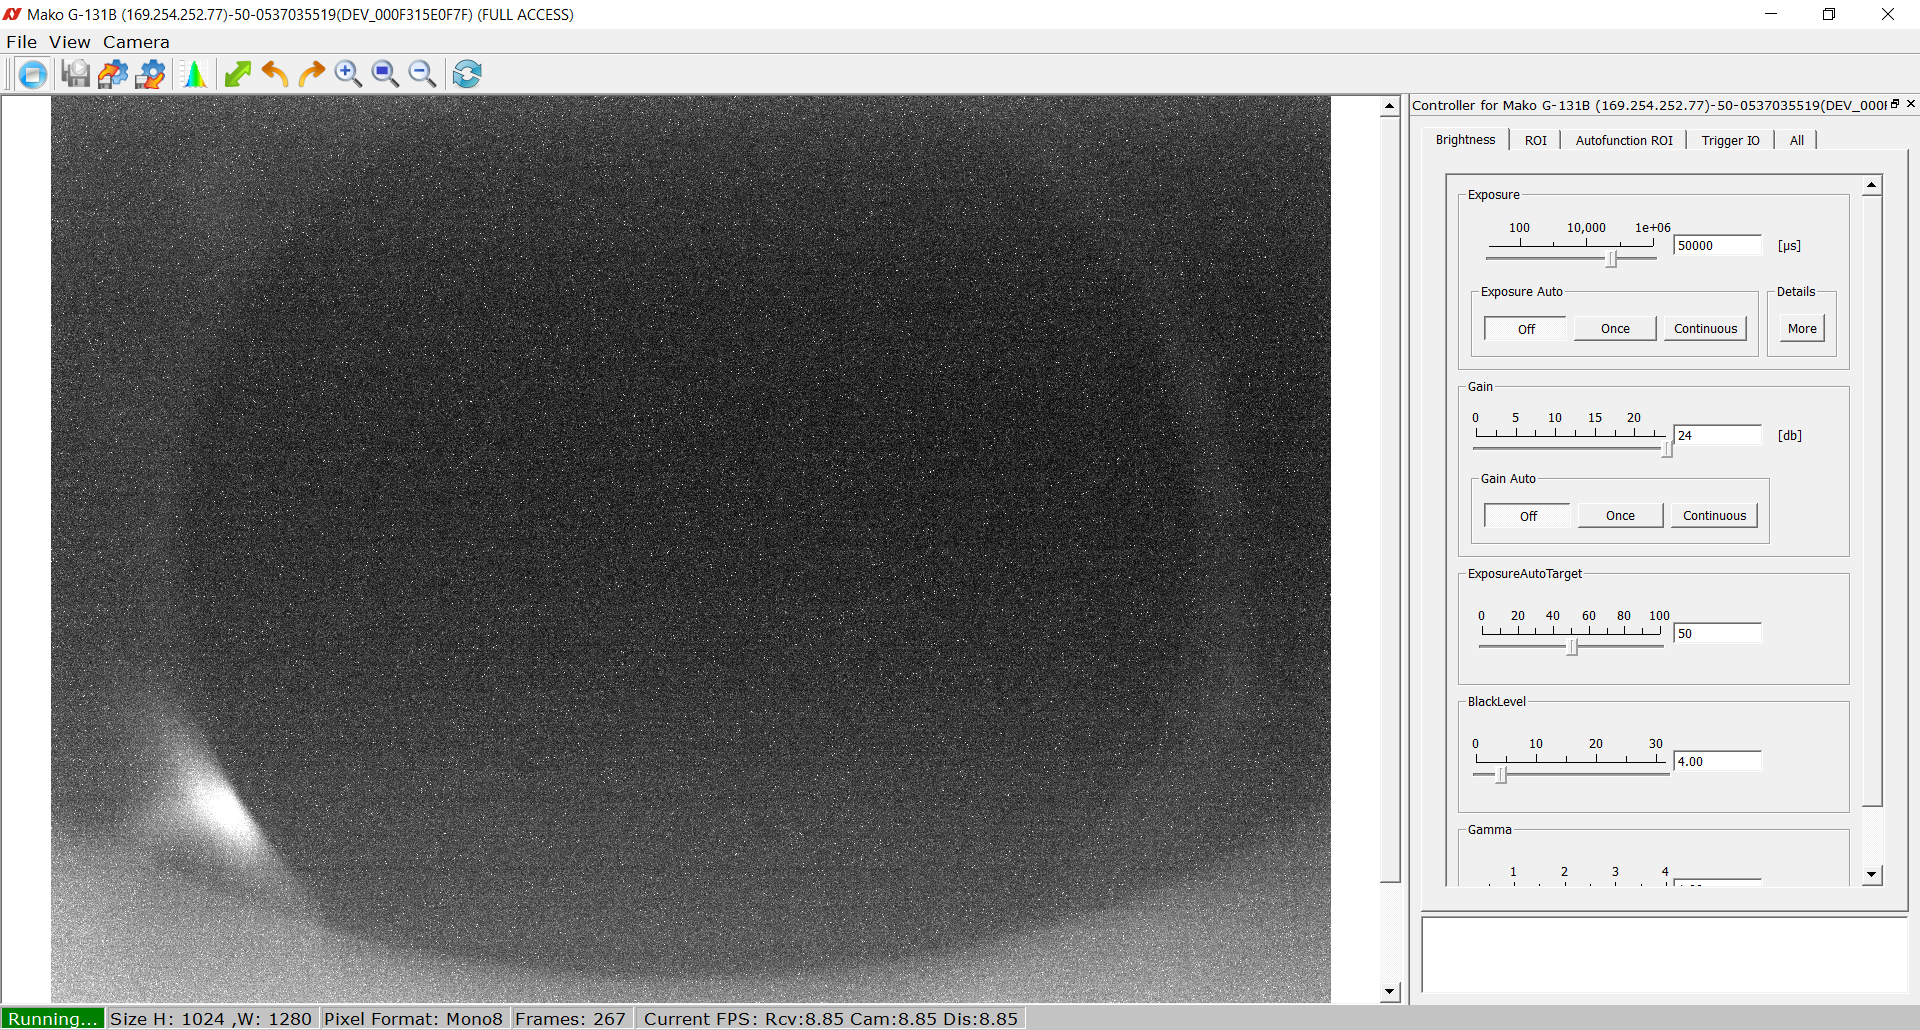 Mako G-131B (169.254.252.77)-50-0537035519(DEV_000F315E0F7F) (FULL ACCESS)
File View Camera
Controller for Mako G-131B (169.254.252.77)-50-0537035519(DEV_000F
Brightness ROI Autofunction ROI Trigger IO All
Exposure
100 10,000 1e+06
50000 [µs]
Exposure Auto
Off Once Continuous
Details
More
Gain
0 5 10 15 20
24 [db]
Gain Auto
Off Once Continuous
ExposureAutoTarget
0 20 40 60 80 100
50
BlackLevel
0 10 20 30
4.00
Gamma
1 2 3 4
Running... Size H: 1024 ,W: 1280 Pixel Format: Mono8 Frames: 267 Current FPS: Rcv:8.85 Cam:8.85 Dis:8.85